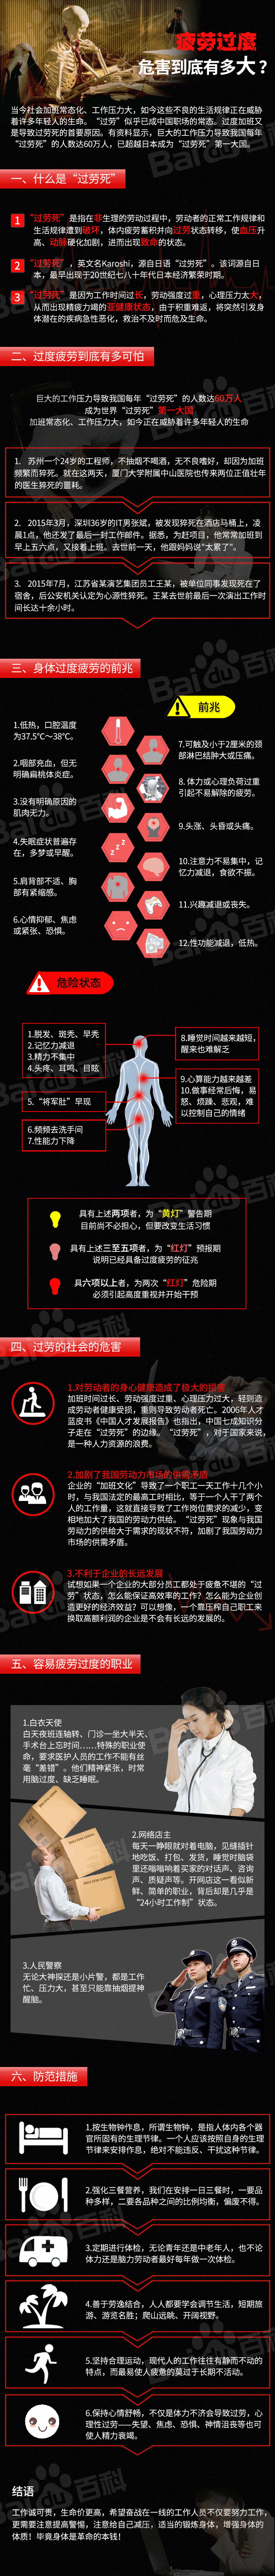 疲劳过度
危害到底有多大?
当今社会加班常态化、工作压力大,如今这些不良的生活规律正在威胁
着许多年轻人的生命。“过劳”似乎已成中国职场的常态。过度加班又
是导致过劳死的首要原因。有资料显示,巨大的工作压力导致我国每年
“过劳死”的人数达60万人,已超越日本成为“过劳死”第一大国。
一、什么是“过劳死”
1
“过劳死”是指在非生理的劳动过程中,劳动者的正常工作规律和
生活规律遭到破坏,体内疲劳蓄积并向过劳状态转移,使血压升
高、动脉硬化加剧,进而出现致命的状态。
2
“过劳死”,英文名Karoshi,源自日语“过労死”。该词源自日
本,最早出现于20世纪七八十年代日本经济繁荣时期。
3
“过劳死”是因为工作时间过长,劳动强度过重,心理压力太大,
从而出现精疲力竭的亚健康状态,由于积重难返,将突然引发身
体潜在的疾病急性恶化,救治不及时而危及生命。
二、过度疲劳到底有多可怕
巨大的工作压力导致我国每年“过劳死”的人数达60万人
成为世界“过劳死”第一大国
加班常态化、工作压力大,如今正在威胁着许多年轻人的生命
1. 苏州一个24岁的工程师,不抽烟不喝酒,无不良嗜好,却因为加班
频繁而猝死。就在这两天,厦门大学附属中山医院也传来两位正值壮年
的医生猝死的噩耗。
2. 2015年3月,深圳36岁的IT男张斌,被发现猝死在酒店马桶上,凌
晨1点,他还发了最后一封工作邮件。据悉,为赶项目,他常常加班到
早上五六点,又接着上班。去世前一天,他跟妈妈说“太累了”。
3. 2015年7月,江苏省某演艺集团员工王某,被单位同事发现死在了
宿舍,后公安机关认定为心源性猝死。王某去世前最后一次演出工作时
间长达十余小时。
三、身体过度疲劳的前兆
前兆
1.低热,口腔温度
为37.5℃~38℃。
2.咽部充血,但无
明确扁桃体炎症。
3.没有明确原因的
肌肉无力。
4.失眠症状普遍存
在,多梦或早醒。
5.肩背部不适、胸
部有紧缩感。
6.心情抑郁、焦虑
或紧张、恐惧。
7.可触及小于2厘米的颈
部淋巴结肿大或压痛。
8. 体力或心理负荷过重
引起不易解除的疲劳。
9.头涨、头昏或头痛。
10.注意力不易集中,记
忆力减退,食欲不振。
11.兴趣减退或丧失。
12.性功能减退,低热。
危险状态
1.脱发、斑秃、早秃
2.记忆力减退
3.精力不集中
4.头疼、耳鸣、目眩
5.“将军肚”早现
6.频频去洗手间
7.性能力下降
8.睡觉时间越来越短,
醒来也难解乏
9.心算能力越来越差
10.做事经常后悔,易
怒、烦躁、悲观,难
以控制自己的情绪
具有上述两项者,为“黄灯”警告期
目前尚不必担心,但要改变生活习惯
具有上述三至五项者,为“红灯”预报期
说明已经具备过度疲劳的征兆
具六项以上者,为两次“红灯”危险期
必须引起高度重视并开始干预
四、过劳的社会的危害
1.对劳动者的身心健康造成了极大的损害
加班时间过长、劳动强度过重、心理压力过大,轻则造
成劳动者健康受损,重则导致劳动者死亡。2006年人才
蓝皮书《中国人才发展报告》也指出,中国七成知识分
子走在“过劳死”的边缘。“过劳死”,对于国家来说,
是一种人力资源的浪费。
2.加剧了我国劳动力市场的供需矛盾
企业的“加班文化”导致了一个职工一天工作十几个小
时,与我国法定的最高工时相比,等于一个人干了两个
人的工作量,这就直接导致了工作岗位需求的减少,变
相地加大了我国的劳动力供给。“过劳死”现象与我国
劳动力的供给大于需求的现状不符,加剧了我国劳动力
市场的供需矛盾。
3.不利于企业的长远发展
试想如果一个企业的大部分员工都处于疲惫不堪的“过
劳”状态,怎么能保证高效率的工作?怎么能为企业创
造更好的经济效益?可以想像,一个靠压榨自己职工来
换取高额利润的企业是不会有长远的发展的。
五、容易疲劳过度的职业
1.白衣天使
白天夜班连轴转、门诊一坐大半天、
手术台上忘时间……特殊的职业使
命,要求医护人员的工作不能有丝
毫“差错”。他们精神紧张,时常
用脑过度、缺乏睡眠。
2.网络店主
每天一睁眼就对着电脑,见缝插针
地吃饭、打包、发货,睡觉时脑袋
里还嗡嗡响着买家的对话声、咨询
声、质疑声等。开网店这一看似新
鲜、简单的职业,背后却是几乎是
“24小时工作制”状态。
3.人民警察
无论大神探还是小片警,都是工作
忙、压力大,甚至只能靠抽烟提神
醒脑。
六、防范措施
1.按生物钟作息,所谓生物钟,是指人体内各个器
官所固有的生理节律。一个人应该按照自身的生理
节律来安排作息,绝对不能违反、干扰这种节律。
2.强化三餐营养,我们在安排一日三餐时,一要品
种多样,二要各品种之间的比例均衡,偏废不得。
3.定期进行体检,无论青年还是中老年人,也不论
体力还是脑力劳动者最好每年做一次体检。
4.善于劳逸结合,人人都要学会调节生活,短期旅
游、游览名胜;爬山远眺、开阔视野。
5.坚持合理运动,现代人的工作往往有静而不动的
特点,而最易使人疲惫的莫过于长期不活动。
6.保持心情舒畅,不仅是体力不济会导致过劳,心
理性过劳——失望、焦虑、恐惧、神情沮丧等也可
使人精力衰竭。
结语
工作诚可贵,生命价更高,希望奋战在一线的工作人员不仅要努力工作,
更需要注意提高警惕,注意给自己减压,适当的锻炼身体,增强身体的
体质!毕竟身体是革命的本钱!